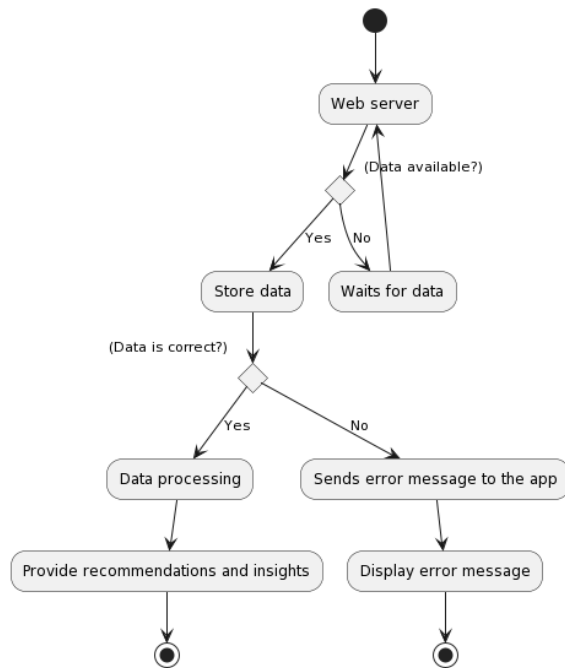 Web server
(Data available?)
Yes
No
Store data
Waits for data
(Data is correct?)
Yes
No
Data processing
Sends error message to the app
Provide recommendations and insights
Display error message